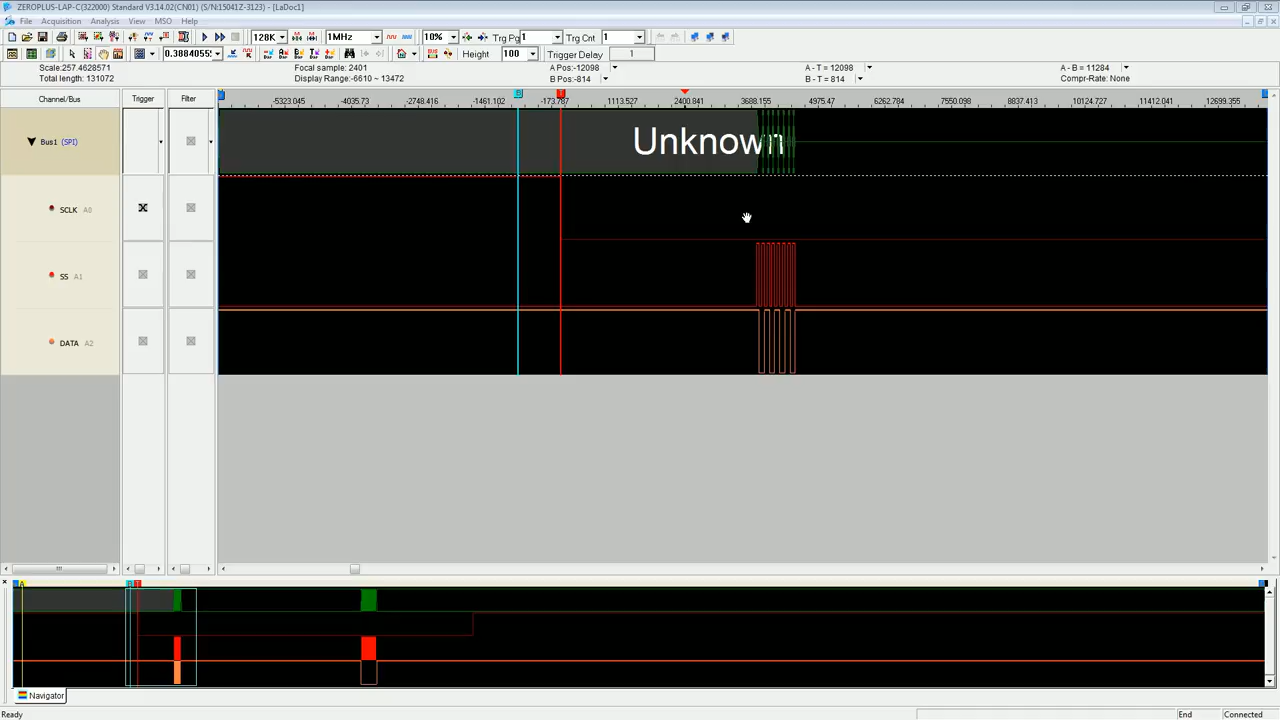 ZEROPLUS-LAP-C(322000) Standard V3.14.02(CN01) (S/N:15041Z-3123) - [LaDoc1]
File Acquisition Analysis View MSO Help
128K 1MHz 10% Trg Pg 1 Trg Cnt 1
0.3884055 Height 100 Trigger Delay 1
Scale:257.4628571 Focal sample: 2401 A Pos:-12098 A - T = 12098 A - B = 11284
Total length: 131072 Display Range:-6610 ~ 13472 B Pos:-814 B - T = 814 Compr-Rate: None
Channel/Bus Trigger Filter
-5323.045 -4035.73 -2748.416 -1461.102 -173.787 1113.527 2400.841 3688.155 4975.47 6262.784 7550.098 8837.413 10124.727 11412.041 12699.355
B T
Bus1 (SPI) Unknown
SCLK A0
SS A1
DATA A2
A B T
Navigator
Ready End Connected